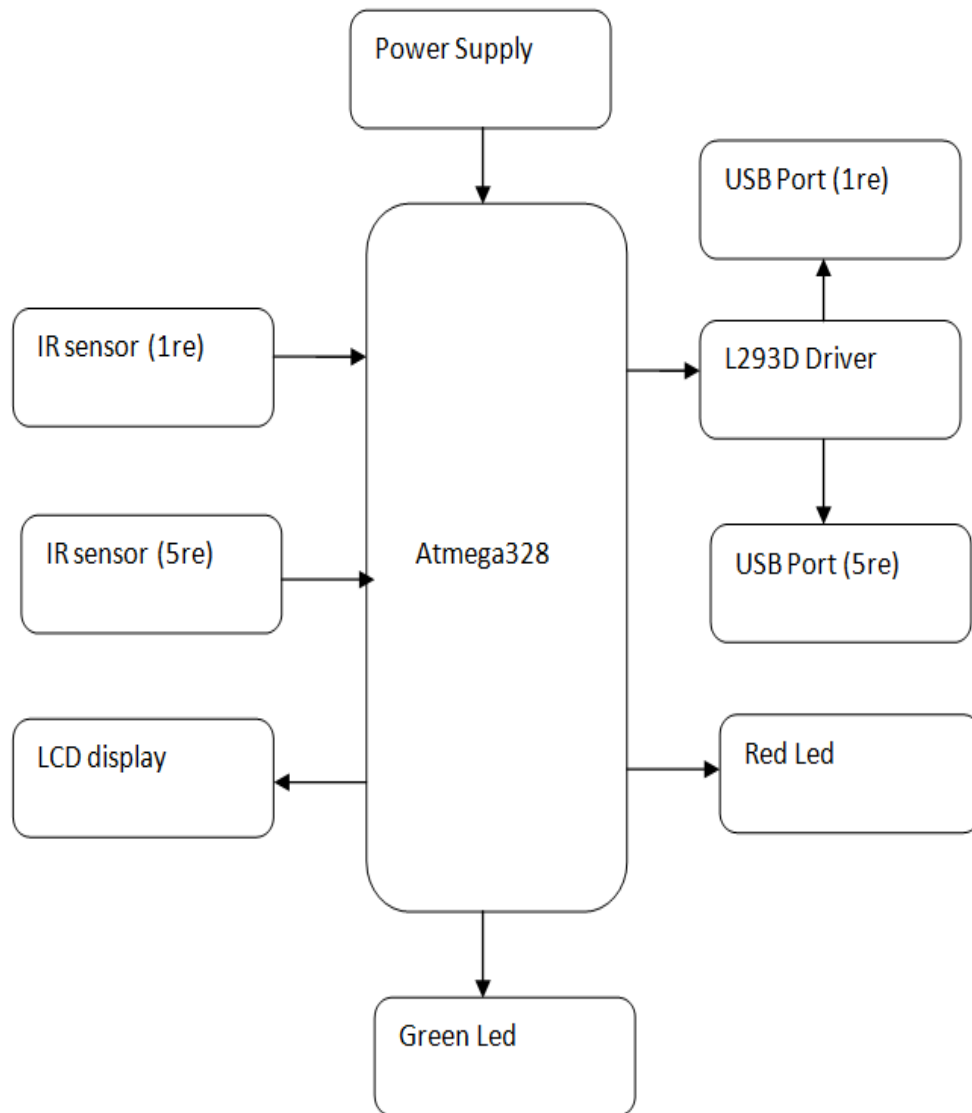 Power Supply
USB Port (1re)
IR sensor (1re)
L293D Driver
IR sensor (5re)
Atmega328
USB Port (5re)
LCD display
Red Led
Green Led